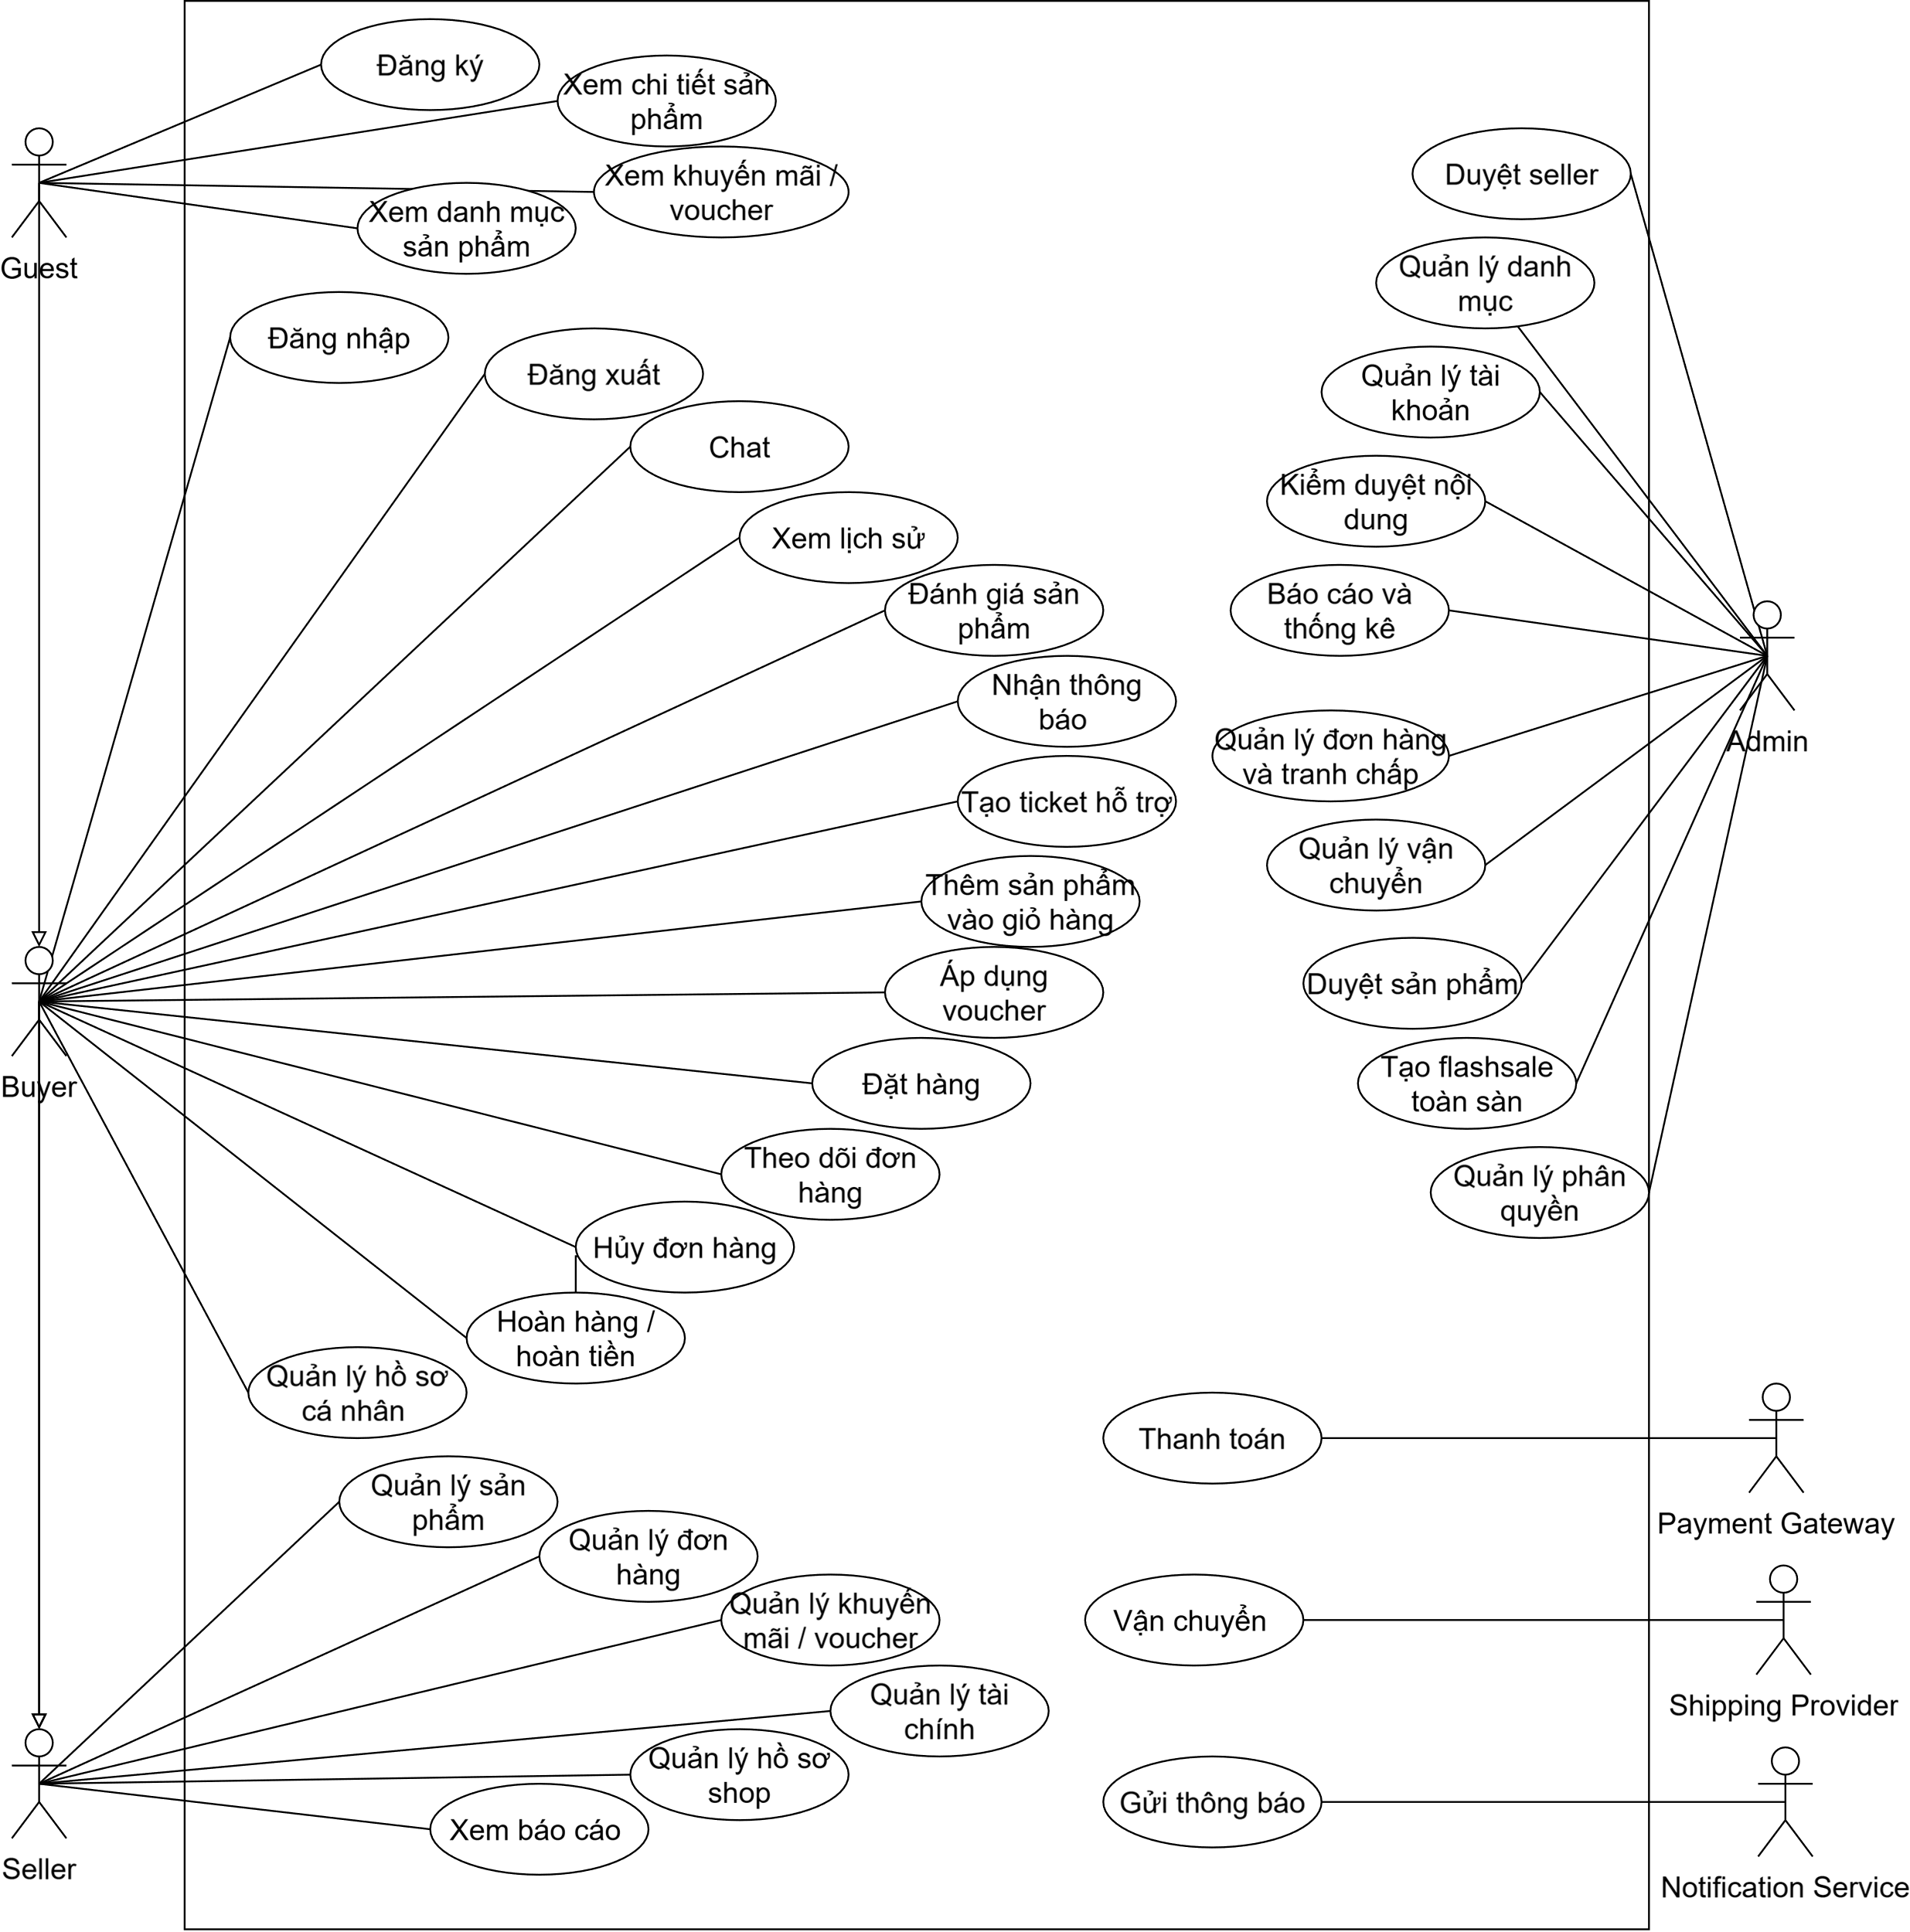 Đăng ký
Xem chi tiết sản
phẩm
Xem khuyến mãi /
voucher
Xem danh mục
sản phẩm
Guest
Đăng nhập
Đăng xuất
Chat
Xem lịch sử
Đánh giá sản
phẩm
Nhận thông
báo
Tạo ticket hỗ trợ
Thêm sản phẩm
vào giỏ hàng
Áp dụng
voucher
Đặt hàng
Buyer
Theo dõi đơn
hàng
Hủy đơn hàng
Hoàn hàng /
hoàn tiền
Quản lý hồ sơ
cá nhân
Quản lý sản
phẩm
Quản lý đơn
hàng
Quản lý khuyến
mãi / voucher
Quản lý tài
chính
Quản lý hồ sơ
shop
Xem báo cáo
Seller
Duyệt seller
Quản lý danh
mục
Quản lý tài
khoản
Kiểm duyệt nội
dung
Báo cáo và
thống kê
Quản lý đơn hàng
và tranh chấp
Admin
Quản lý vận
chuyển
Duyệt sản phẩm
Tạo flashsale
toàn sàn
Quản lý phân
quyền
Thanh toán
Payment Gateway
Vận chuyển
Shipping Provider
Gửi thông báo
Notification Service